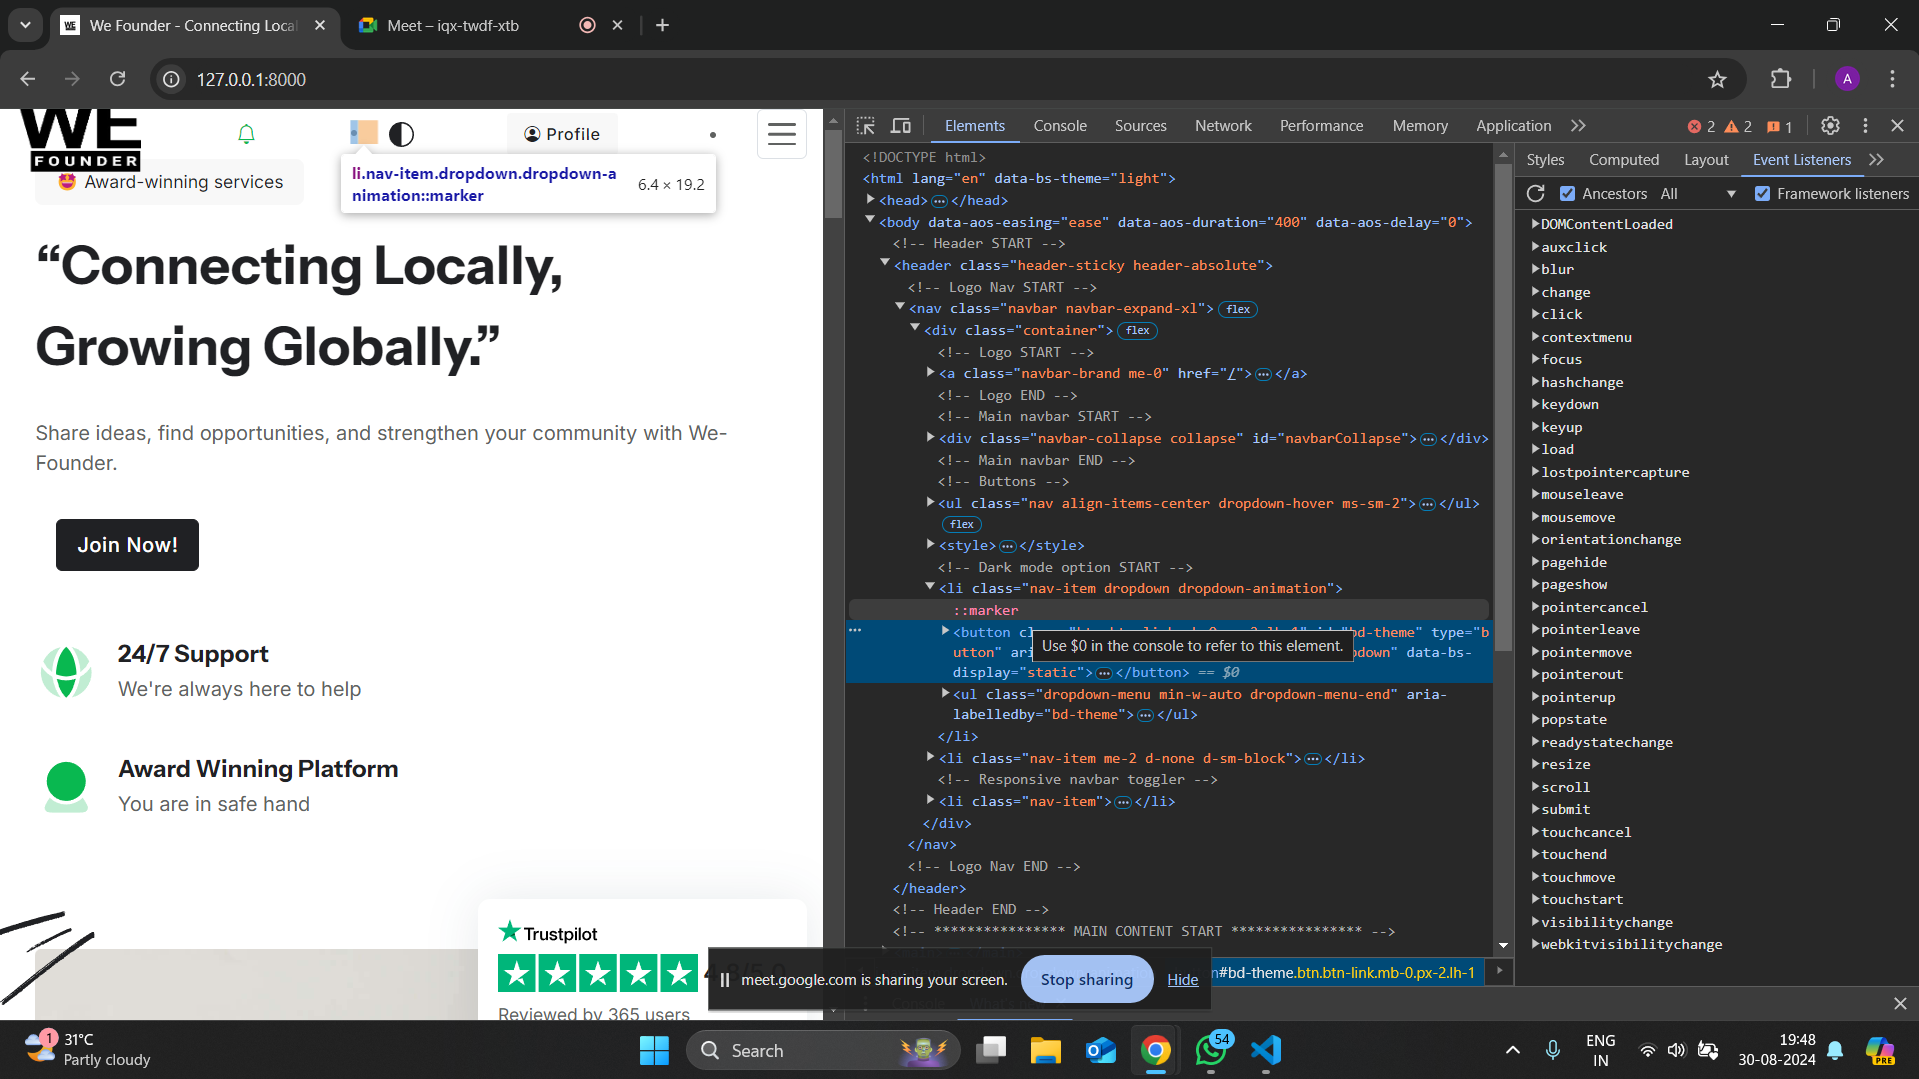 We Founder - Connecting Loca
Meet – iqx-twdf-xtb
127.0.0.1:8000
A
WE
FOUNDER
Profile
Award-winning services
li.nav-item.dropdown.dropdown-a
nimation::marker
6.4 × 19.2
“Connecting Locally,
Growing Globally.”
Share ideas, find opportunities, and strengthen your community with We-
Founder.
Join Now!
24/7 Support
We're always here to help
Award Winning Platform
You are in safe hand
Trustpilot
Reviewed by 365 users
Elements
Console
Sources
Network
Performance
Memory
Application
2
2
1
<!DOCTYPE html>
<html lang="en" data-bs-theme="light">
<head>
</head>
<body data-aos-easing="ease" data-aos-duration="400" data-aos-delay="0">
<!-- Header START -->
<header class="header-sticky header-absolute">
<!-- Logo Nav START -->
<nav class="navbar navbar-expand-xl">
flex
<div class="container">
flex
<!-- Logo START -->
<a class="navbar-brand me-0" href="/">
</a>
<!-- Logo END -->
<!-- Main navbar START -->
<div class="navbar-collapse collapse" id="navbarCollapse">
</div>
<!-- Main navbar END -->
<!-- Buttons -->
<ul class="nav align-items-center dropdown-hover ms-sm-2">
</ul>
flex
<style>
</style>
<!-- Dark mode option START -->
<li class="nav-item dropdown dropdown-animation">
::marker
<button
type="b
Use $0 in the console to refer to this element.
utton"
data-bs-
display="static">
</button> == $0
<ul class="dropdown-menu min-w-auto dropdown-menu-end" aria-
labelledby="bd-theme">
</ul>
</li>
<li class="nav-item me-2 d-none d-sm-block">
</li>
<!-- Responsive navbar toggler -->
<li class="nav-item">
</li>
</div>
</nav>
<!-- Logo Nav END -->
</header>
<!-- Header END -->
<!-- **************** MAIN CONTENT START **************** -->
n#bd-theme.btn.btn-link.mb-0.px-2.lh-1
Styles
Computed
Layout
Event Listeners
Ancestors
All
Framework listeners
DOMContentLoaded
auxclick
blur
change
click
contextmenu
focus
hashchange
keydown
keyup
load
lostpointercapture
mouseleave
mousemove
orientationchange
pagehide
pageshow
pointercancel
pointerleave
pointermove
pointerout
pointerup
popstate
readystatechange
resize
scroll
submit
touchcancel
touchend
touchmove
touchstart
visibilitychange
webkitvisibilitychange
meet.google.com is sharing your screen.
Stop sharing
Hide
1
31°C
Partly cloudy
Search
54
ENG
IN
19:48
30-08-2024
PRE